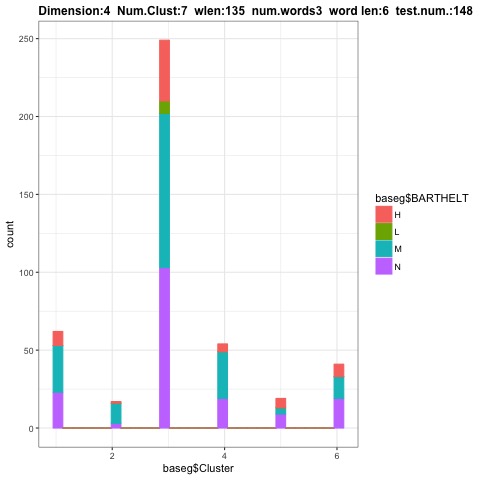 Dimension:4 Num.Clust:7 wlen:135 num.words3 word len:6 test.num.:148
250
200
150
100
50
0
count
2 4 6
baseg$Cluster
baseg$BARTHELT
H
L
M
N